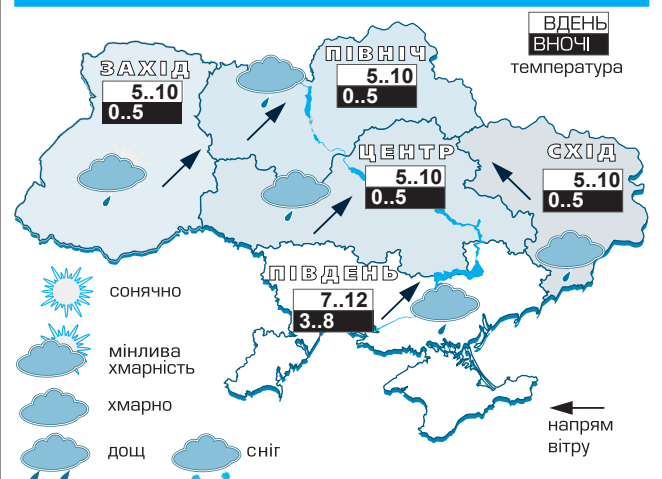 ВДЕНЬ
ВНОЧІ
температура
ЗАХІД
5..10
0..5
ПІВНІЧ
5..10
0..5
ЦЕНТР
5..10
0..5
СХІД
5..10
0..5
ПІВДЕНЬ
7..12
3..8
сонячно
мінлива
хмарність
хмарно
дощ
сніг
напрям
вітру